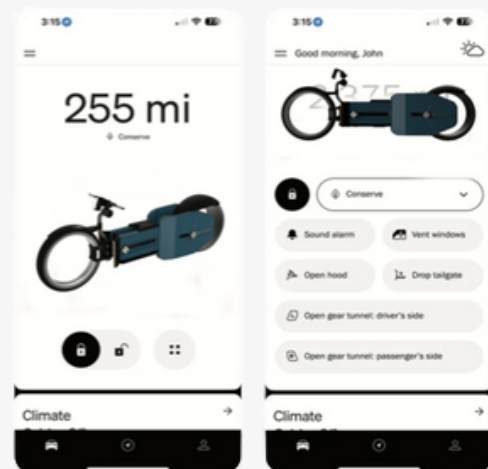 3:15
255 mi
Conserve
Climate
3:15
Good morning, John
Conserve
Sound alarm
Vent windows
Open hood
Drop tailgate
Open gear tunnel: driver's side
Open gear tunnel: passenger's side
Climate